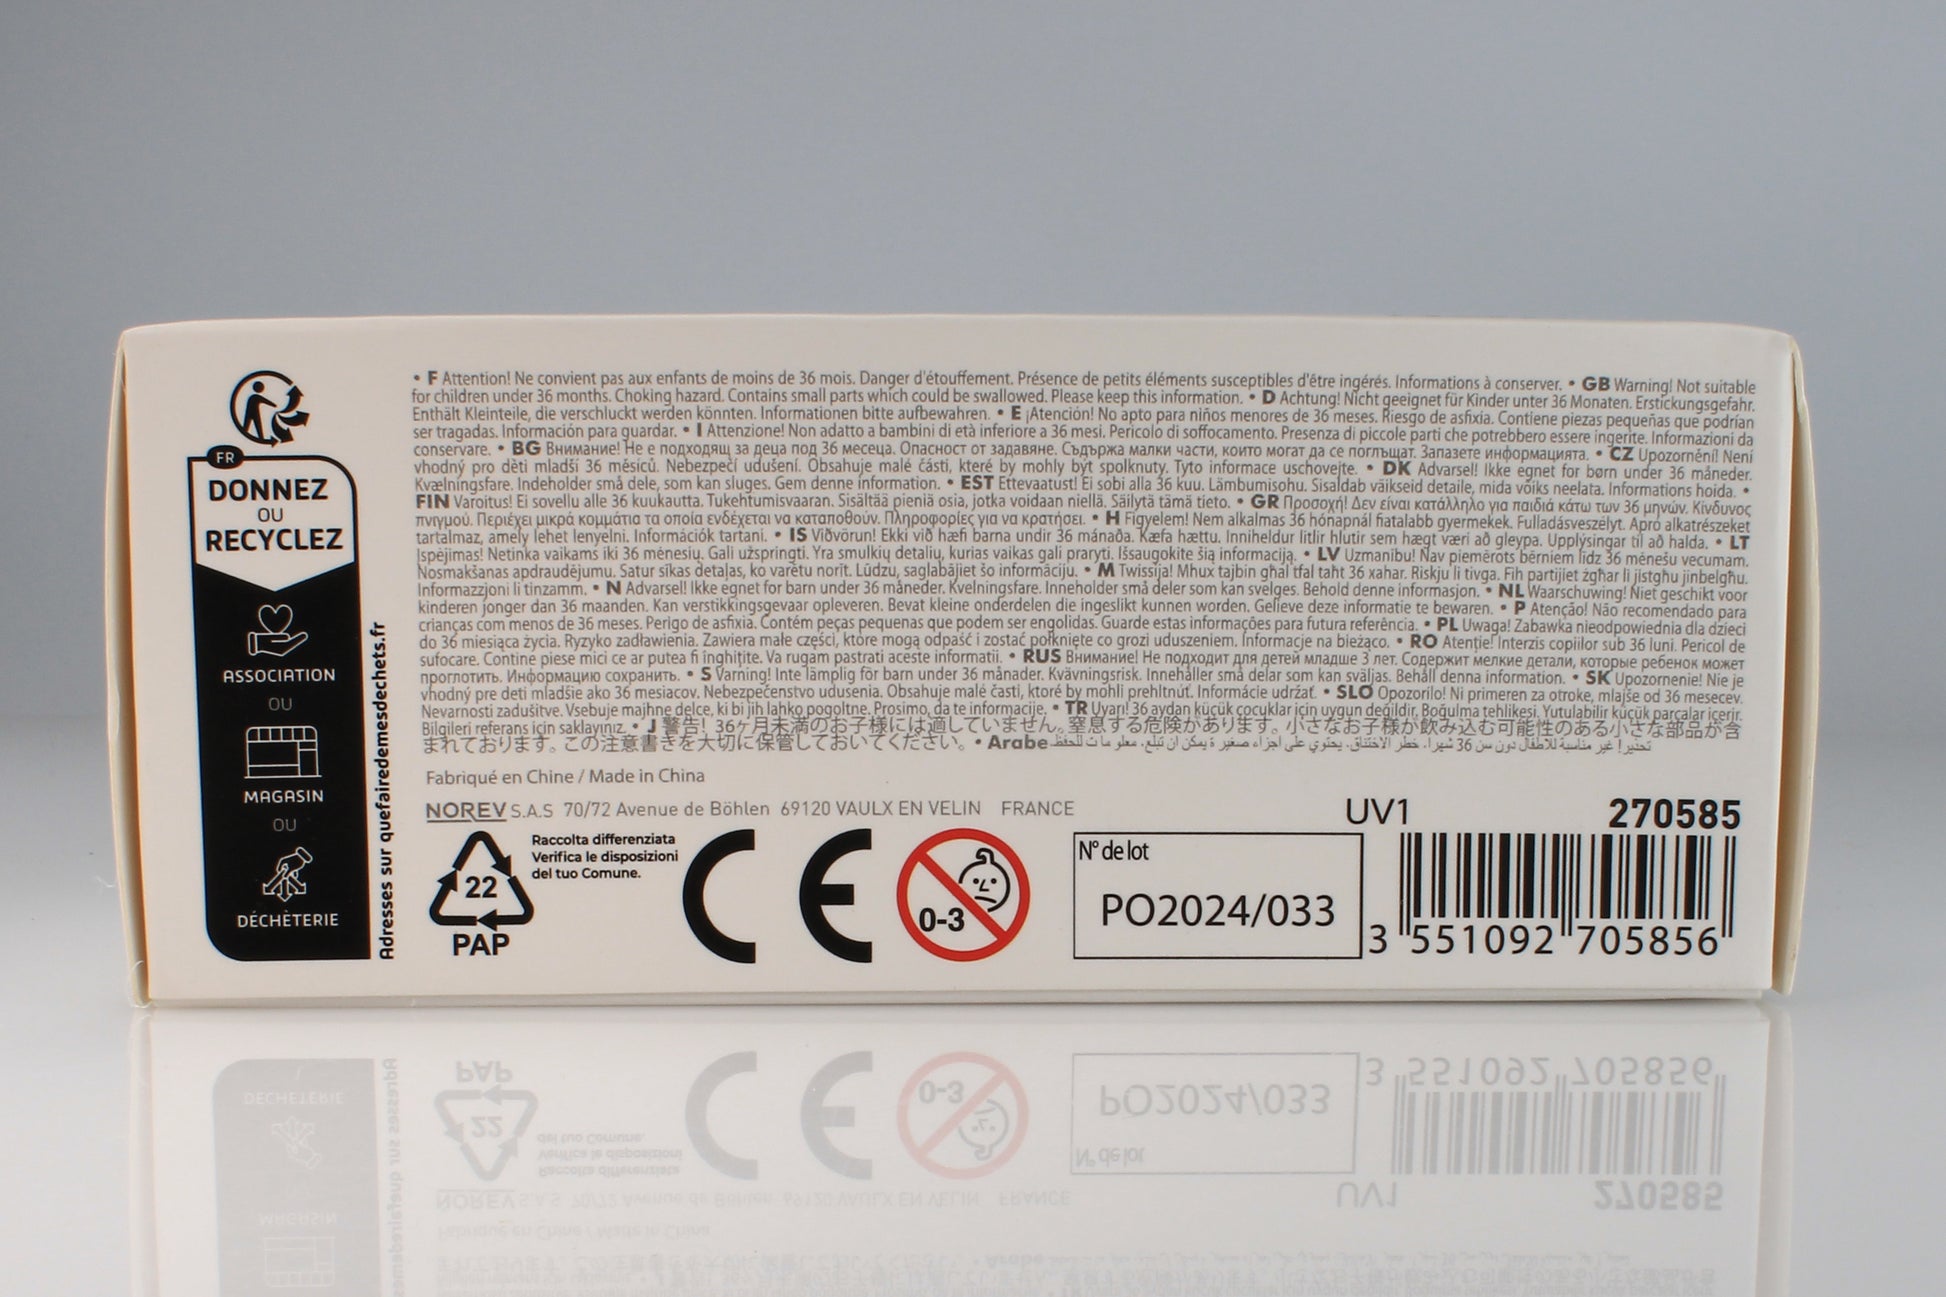 FR
DONNEZ
OU
RECYCLEZ
ASSOCIATION
OU
MAGASIN
OU
DÉCHÈTERIE
Adresses sur quefairedemesdechets.fr
• F Attention! Ne convient pas aux enfants de moins de 36 mois. Danger d'étouffement. Présence de petits éléments susceptibles d'être ingérés. Informations à conserver. • GB Warning! Not suitable
for children under 36 months. Choking hazard. Contains small parts which could be swallowed. Please keep this information. • D Achtung! Nicht geeignet für Kinder unter 36 Monaten. Erstickungsgefahr.
Enthält Kleinteile, die verschluckt werden könnten. Informationen bitte aufbewahren. • E ¡Atención! No apto para niños menores de 36 meses. Riesgo de asfixia. Contiene piezas pequeñas que podrían
ser tragadas. Información para guardar. • I Attenzione! Non adatto a bambini di età inferiore a 36 mesi. Pericolo di soffocamento. Presenza di piccole parti che potrebbero essere ingerite. Informazioni da
conservare. • BG Внимание! Не е подходящ за деца под 36 месеца. Опасност от задавяне. Съдържа малки части, които могат да се поглъщат. Запазете информацията. • CZ Upozornění! Není
vhodný pro děti mladší 36 měsíců. Nebezpečí udušení. Obsahuje malé části, které by mohly být spolknuty. Tyto informace uschovejte. • DK Advarsel! Ikke egnet for børn under 36 måneder.
Kvælningsfare. Indeholder små dele, som kan sluges. Gem denne information. • EST Ettevaatust! Ei sobi alla 36 kuu. Lämbumisohu. Sisaldab väikseid detaile, mida võiks neelata. Informations hoida. •
FIN Varoitus! Ei sovellu alle 36 kuukautta. Tukehtumisvaaran. Sisältää pieniä osia, jotka voidaan niellä. Säilytä tämä tieto. • GR Προσοχή! Δεν είναι κατάλληλο για παιδιά κάτω των 36 μηνών. Κίνδυνος
πνιγμού. Περιέχει μικρά κομμάτια τα οποία ενδέχεται να καταποθούν. Πληροφορίες για να κρατήσει. • H Figyelem! Nem alkalmas 36 hónapnál fiatalabb gyermekek. Fulladásveszélyt. Apró alkatrészeket
tartalmaz, amely lehet lenyelni. Információk tartani. • IS Viðvörun! Ekki við hæfi barna undir 36 mánaða. Kæfa hættu. Inniheldur litlir hlutir sem hægt væri að gleypa. Upplýsingar til að halda. • LT
Įspėjimas! Netinka vaikams iki 36 mėnesių. Gali užspringti. Yra smulkių detalių, kurias vaikas gali praryti. Išsaugokite šią informaciją. • LV Uzmanību! Nav piemērots bērniem līdz 36 mēnešu vecumam.
Nosmakšanas apdraudējumu. Satur sīkas detaļas, ko varētu norīt. Lūdzu, saglabājiet šo informāciju. • M Twissija! Mhux tajbin għal tfal taħt 36 xahar. Riskju li tivga. Fih partijiet żgħar li jistgħu jinbelgħu.
Informazzjoni li tinzamm. • N Advarsel! Ikke egnet for barn under 36 måneder. Kvelningsfare. Inneholder små deler som kan svelges. Behold denne informasjon. • NL Waarschuwing! Niet geschikt voor
kinderen jonger dan 36 maanden. Kan verstikkingsgevaar opleveren. Bevat kleine onderdelen die ingeslikt kunnen worden. Gelieve deze informatie te bewaren. • P Atenção! Não recomendado para
crianças com menos de 36 meses. Perigo de asfixia. Contém peças pequenas que podem ser engolidas. Guarde estas informações para futura referência. • PL Uwaga! Zabawka nieodpowiednia dla dzieci
do 36 miesiąca życia. Ryzyko zadławienia. Zawiera małe części, które mogą odpaść i zostać połknięte co grozi uduszeniem. Informacje na bieżąco. • RO Atenție! Interzis copiilor sub 36 luni. Pericol de
sufocare. Contine piese mici ce ar putea fi înghițite. Va rugam pastrati aceste informatii. • RUS Внимание! Не подходит для детей младше 3 лет. Содержит мелкие детали, которые ребенок может
проглотить. Информацию сохранить. • S Varning! Inte lämplig för barn under 36 månader. Kvävningsrisk. Innehåller små delar som kan sväljas. Behåll denna information. • SK Upozornenie! Nie je
vhodný pre deti mladšie ako 36 mesiacov. Nebezpečenstvo udusenia. Obsahuje malé časti, ktoré by mohli prehltnúť. Informácie udržať. • SLO Opozorilo! Ni primeren za otroke, mlajše od 36 mesecev.
Nevarnosti zadušitve. Vsebuje majhne delce, ki bi jih lahko pogoltne. Prosimo, da te informacije. • TR Uyarı! 36 aydan küçük çocuklar için uygun değildir. Boğulma tehlikesi. Yutulabilir küçük parçalar içerir.
Bilgileri referans için saklayınız. • J 警告! 36ヶ月未満のお子様には適していません。窒息する危険があります。小さなお子様が飲み込む可能性のある小さな部品が含
まれております。この注意書きを大切に保管しておいてください。 • Arabe تحذير! غير مناسبة للاطفال دون سن 36 شهرا. خطر الاختناق. يحتوي على اجزاء صغيرة يمكن ان تبلع. معلومات للحفظ
Fabriqué en Chine / Made in China
NOREV S.A.S 70/72 Avenue de Böhlen 69120 VAULX EN VELIN FRANCE
UV1 270585
22
PAP
Raccolta differenziata
Verifica le disposizioni
del tuo Comune.
CE
0-3
N° de lot
PO2024/033
3 551092 705856